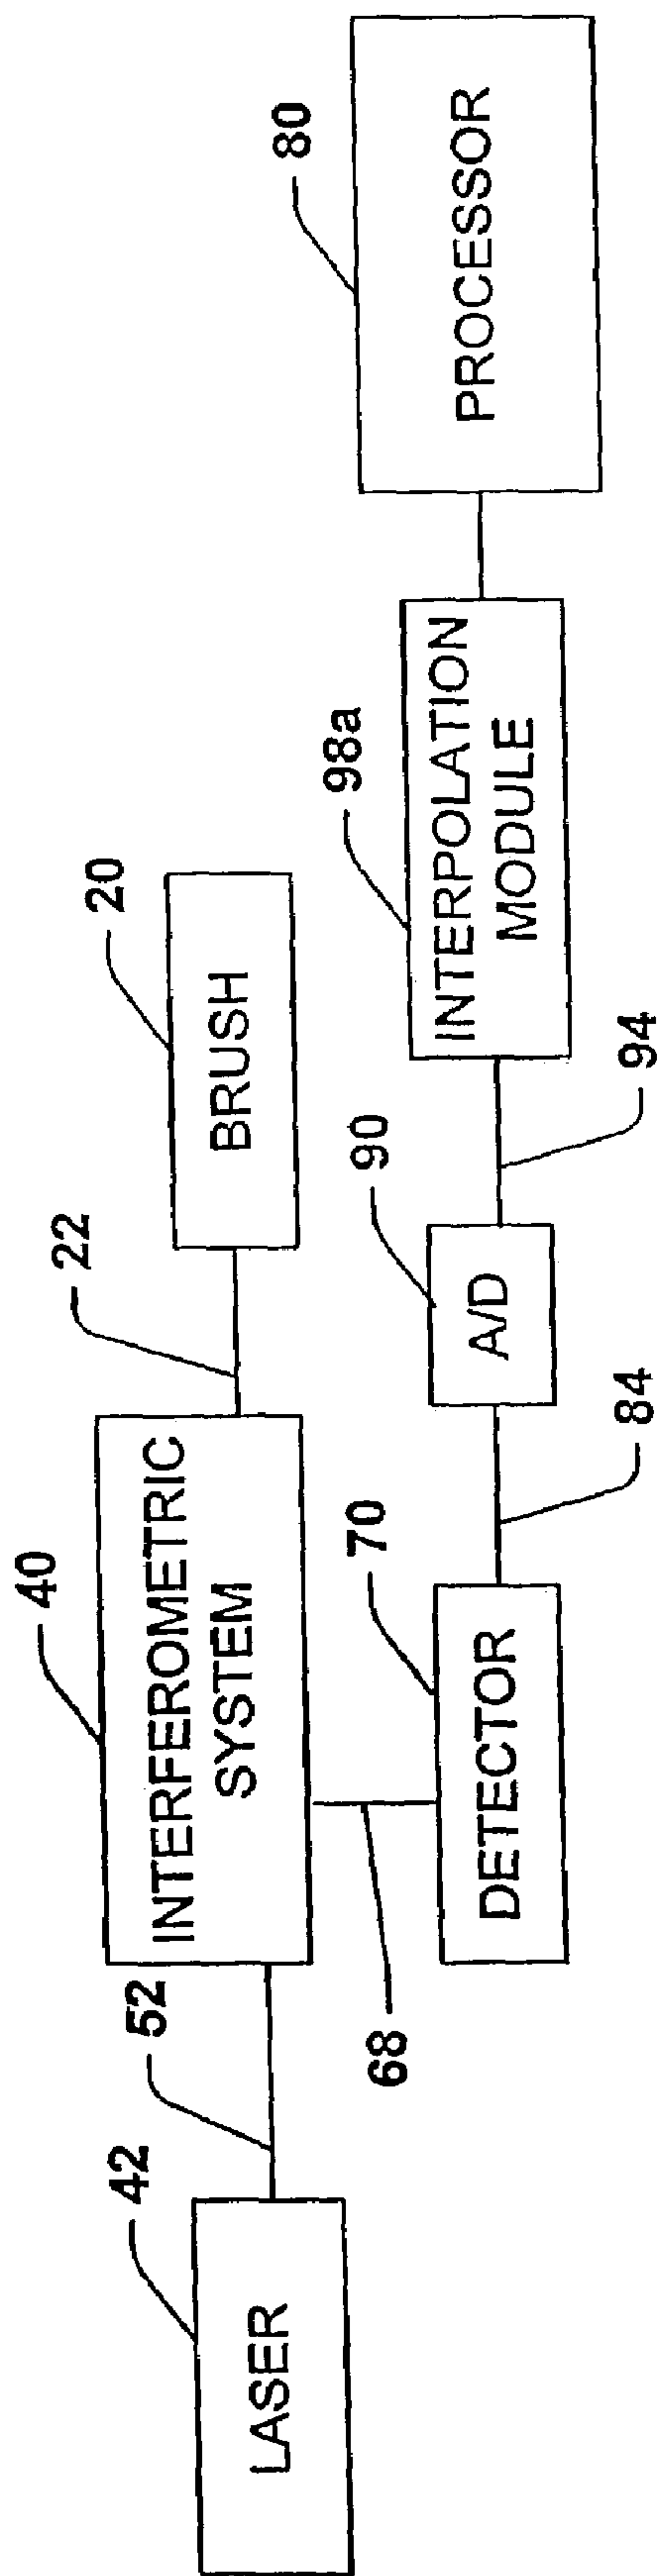 42
LASER
52
40
INTERFEROMETRIC
SYSTEM
22
20
BRUSH
68
70
DETECTOR
84
90
A/D
94
98a
INTERPOLATION
MODULE
80
PROCESSOR